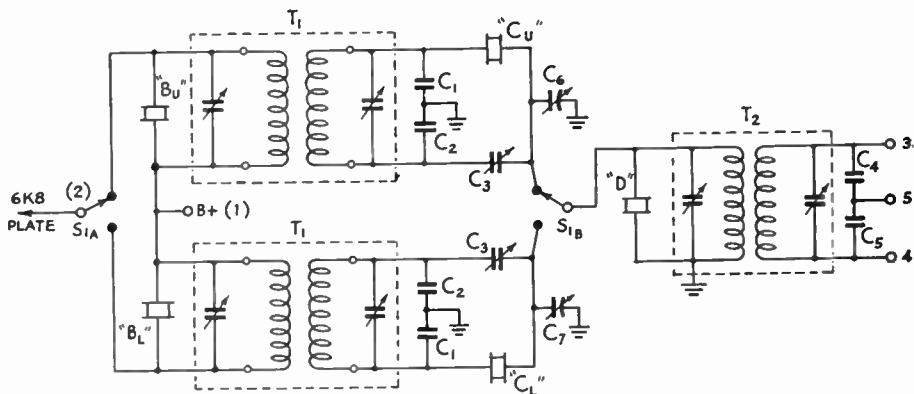 T1
"CU"
"BU"
C1
C2
C6
C3
T2
6K8 (2)
PLATE
S1A
B+ (1)
S1B
"D"
C4
C5
3
5
4
T1
C3
"BL"
C2
C1
C7
"CL"